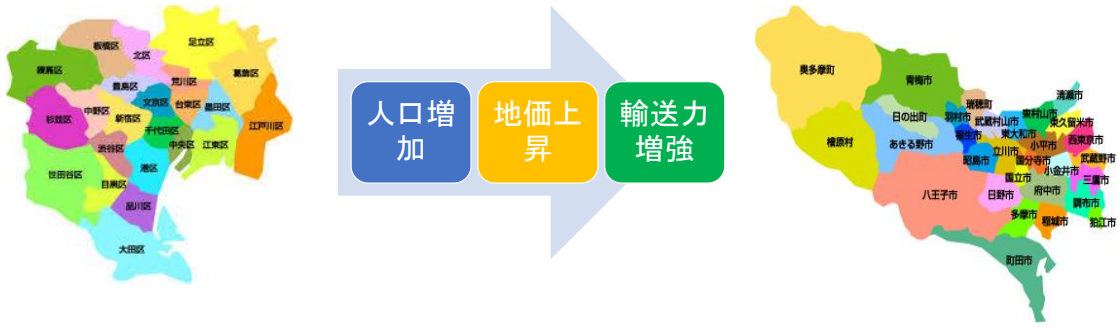 足立区
板橋区
北区
練馬区
葛飾区
荒川区
豊島区
文京区
台東区
墨田区
中野区
杉並区
新宿区
江戸川区
千代田区
渋谷区
中央区
江東区
世田谷区
港区
目黒区
品川区
大田区
人口増
加
地価上
昇
輸送力
増強
奥多摩町
青梅市
清瀬市
瑞穂町
東村山市
羽村市
武蔵村山市
東久留米市
日の出町
東大和市
福生市
小平市
西東京市
檜原村
あきる野市
立川市
昭島市
国分寺市
武蔵野市
小金井市
国立市
三鷹市
八王子市
日野市
府中市
調布市
多摩市
稲城市
狛江市
町田市